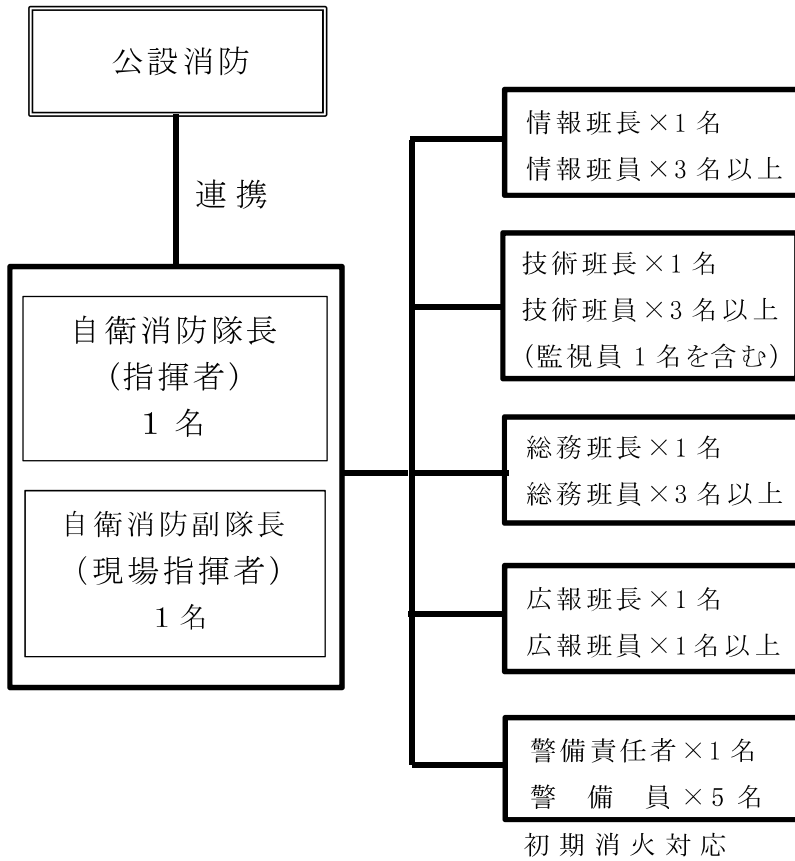 公設消防
連携
自衛消防隊長
(指揮者)
1 名
自衛消防副隊長
(現場指揮者)
1 名
情報班長×1 名
情報班員×3 名以上
技術班長×1 名
技術班員×3 名以上
(監視員 1 名を含む)
総務班長×1 名
総務班員×3 名以上
広報班長×1 名
広報班員×1 名以上
警備責任者×1 名
警 備 員×5 名
初期消火対応